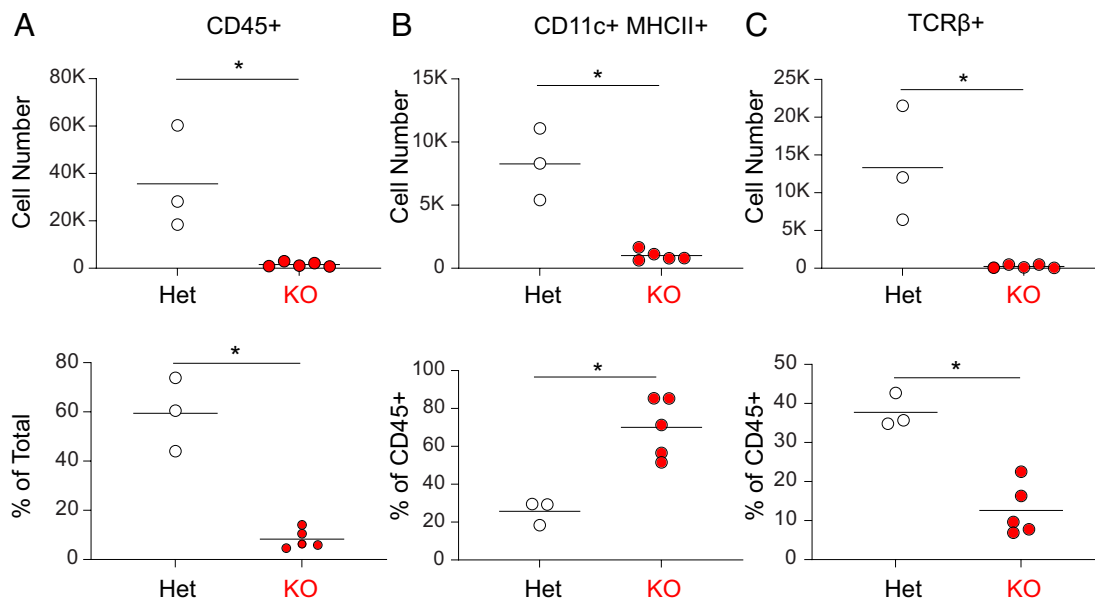 A CD45+
B CD11c+ MHCII+
C TCRβ+
Cell Number
80K
60K
40K
20K
0
*
Het KO
Cell Number
15K
10K
5K
0
*
Het KO
Cell Number
25K
20K
15K
10K
5K
0
*
Het KO
% of Total
80
60
40
20
0
*
Het KO
% of CD45+
100
80
60
40
20
0
*
Het KO
% of CD45+
50
40
30
20
10
0
*
Het KO